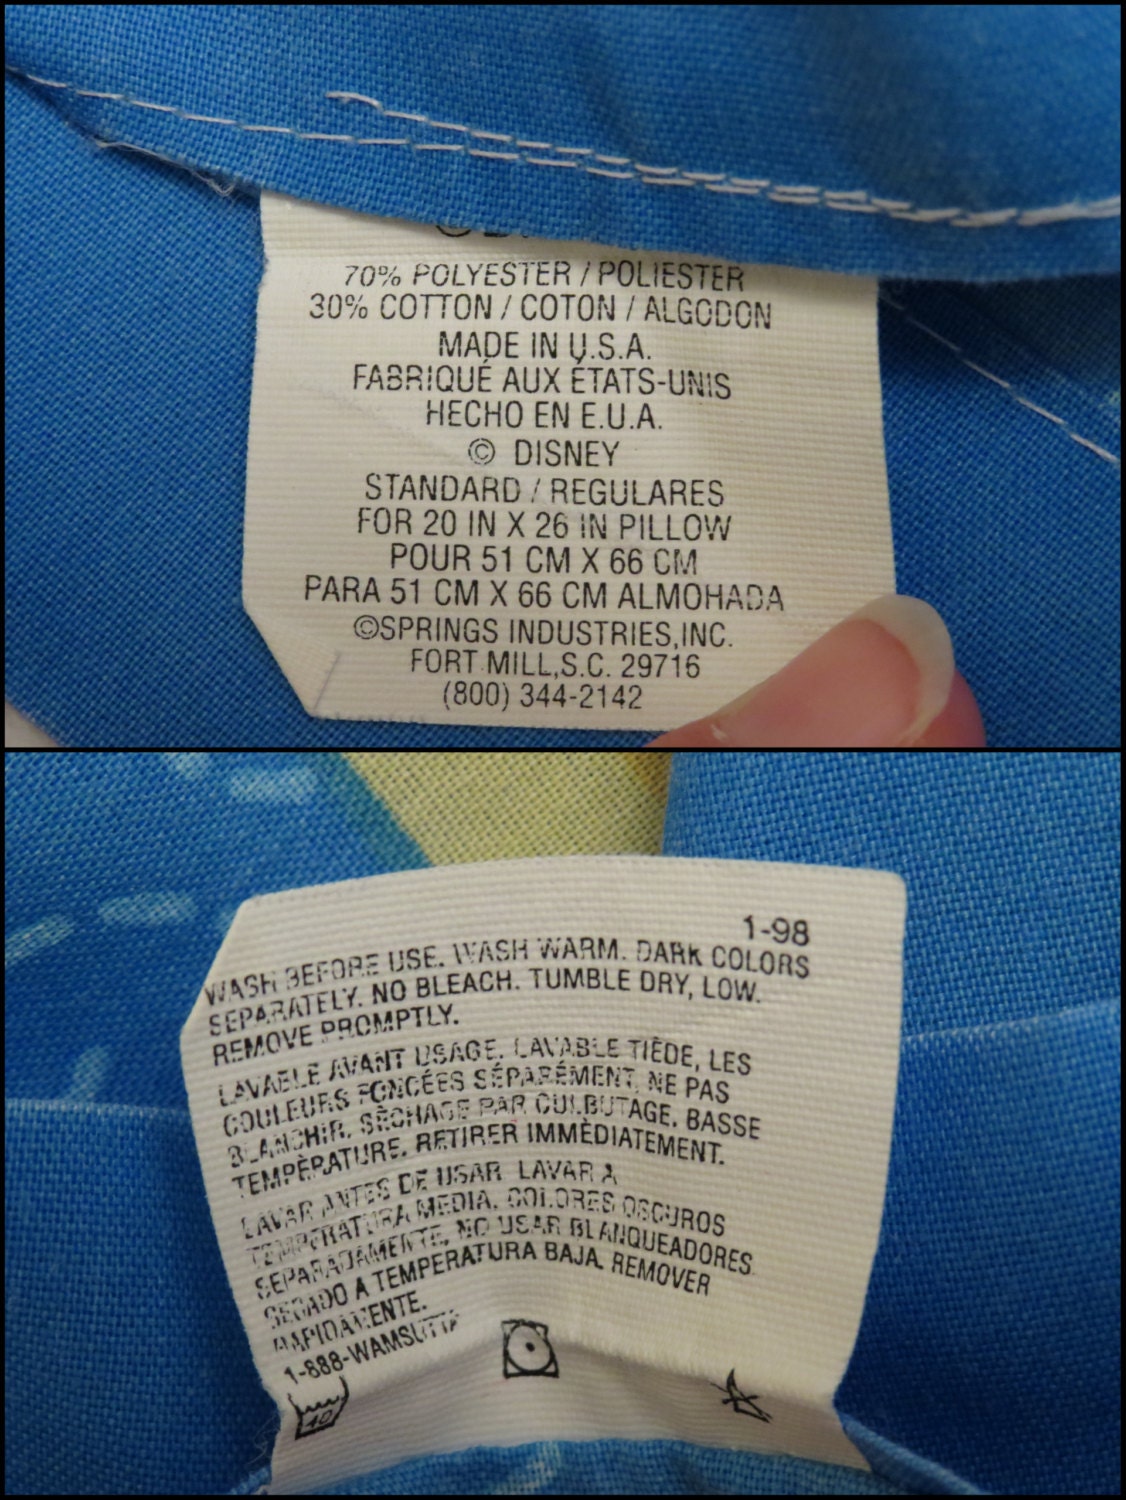 70% POLYESTER / POLIESTER
30% COTTON / COTON / ALGODON
MADE IN U.S.A.
FABRIQUÉ AUX ÉTATS-UNIS
HECHO EN E.U.A.
© DISNEY
STANDARD / REGULARES
FOR 20 IN X 26 IN PILLOW
POUR 51 CM X 66 CM
PARA 51 CM X 66 CM ALMOHADA
©SPRINGS INDUSTRIES,INC.
FORT MILL,S.C. 29716
(800) 344-2142
1-98
WASH BEFORE USE. WASH WARM. DARK COLORS
SEPARATELY. NO BLEACH. TUMBLE DRY, LOW.
REMOVE PROMPTLY.
LAVABLE AVANT USAGE. LAVABLE TIÈDE, LES
COULEURS FONCÉES SÉPARÉMENT, NE PAS
BLANCHIR. SÉCHAGE PAR CULBUTAGE, BASSE
TEMPÈRATURE. RETIRER IMMÈDIATEMENT.
LAVAR ANTES DE USAR. LAVAR A
TEMPERATURA MEDIA. COLORES OSCUROS
SEPARADAMENTE, NO USAR BLANQUEADORES.
SECADO A TEMPERATURA BAJA. REMOVER
RAPIDAMENTE.
1-888-WAMSUTTA
40